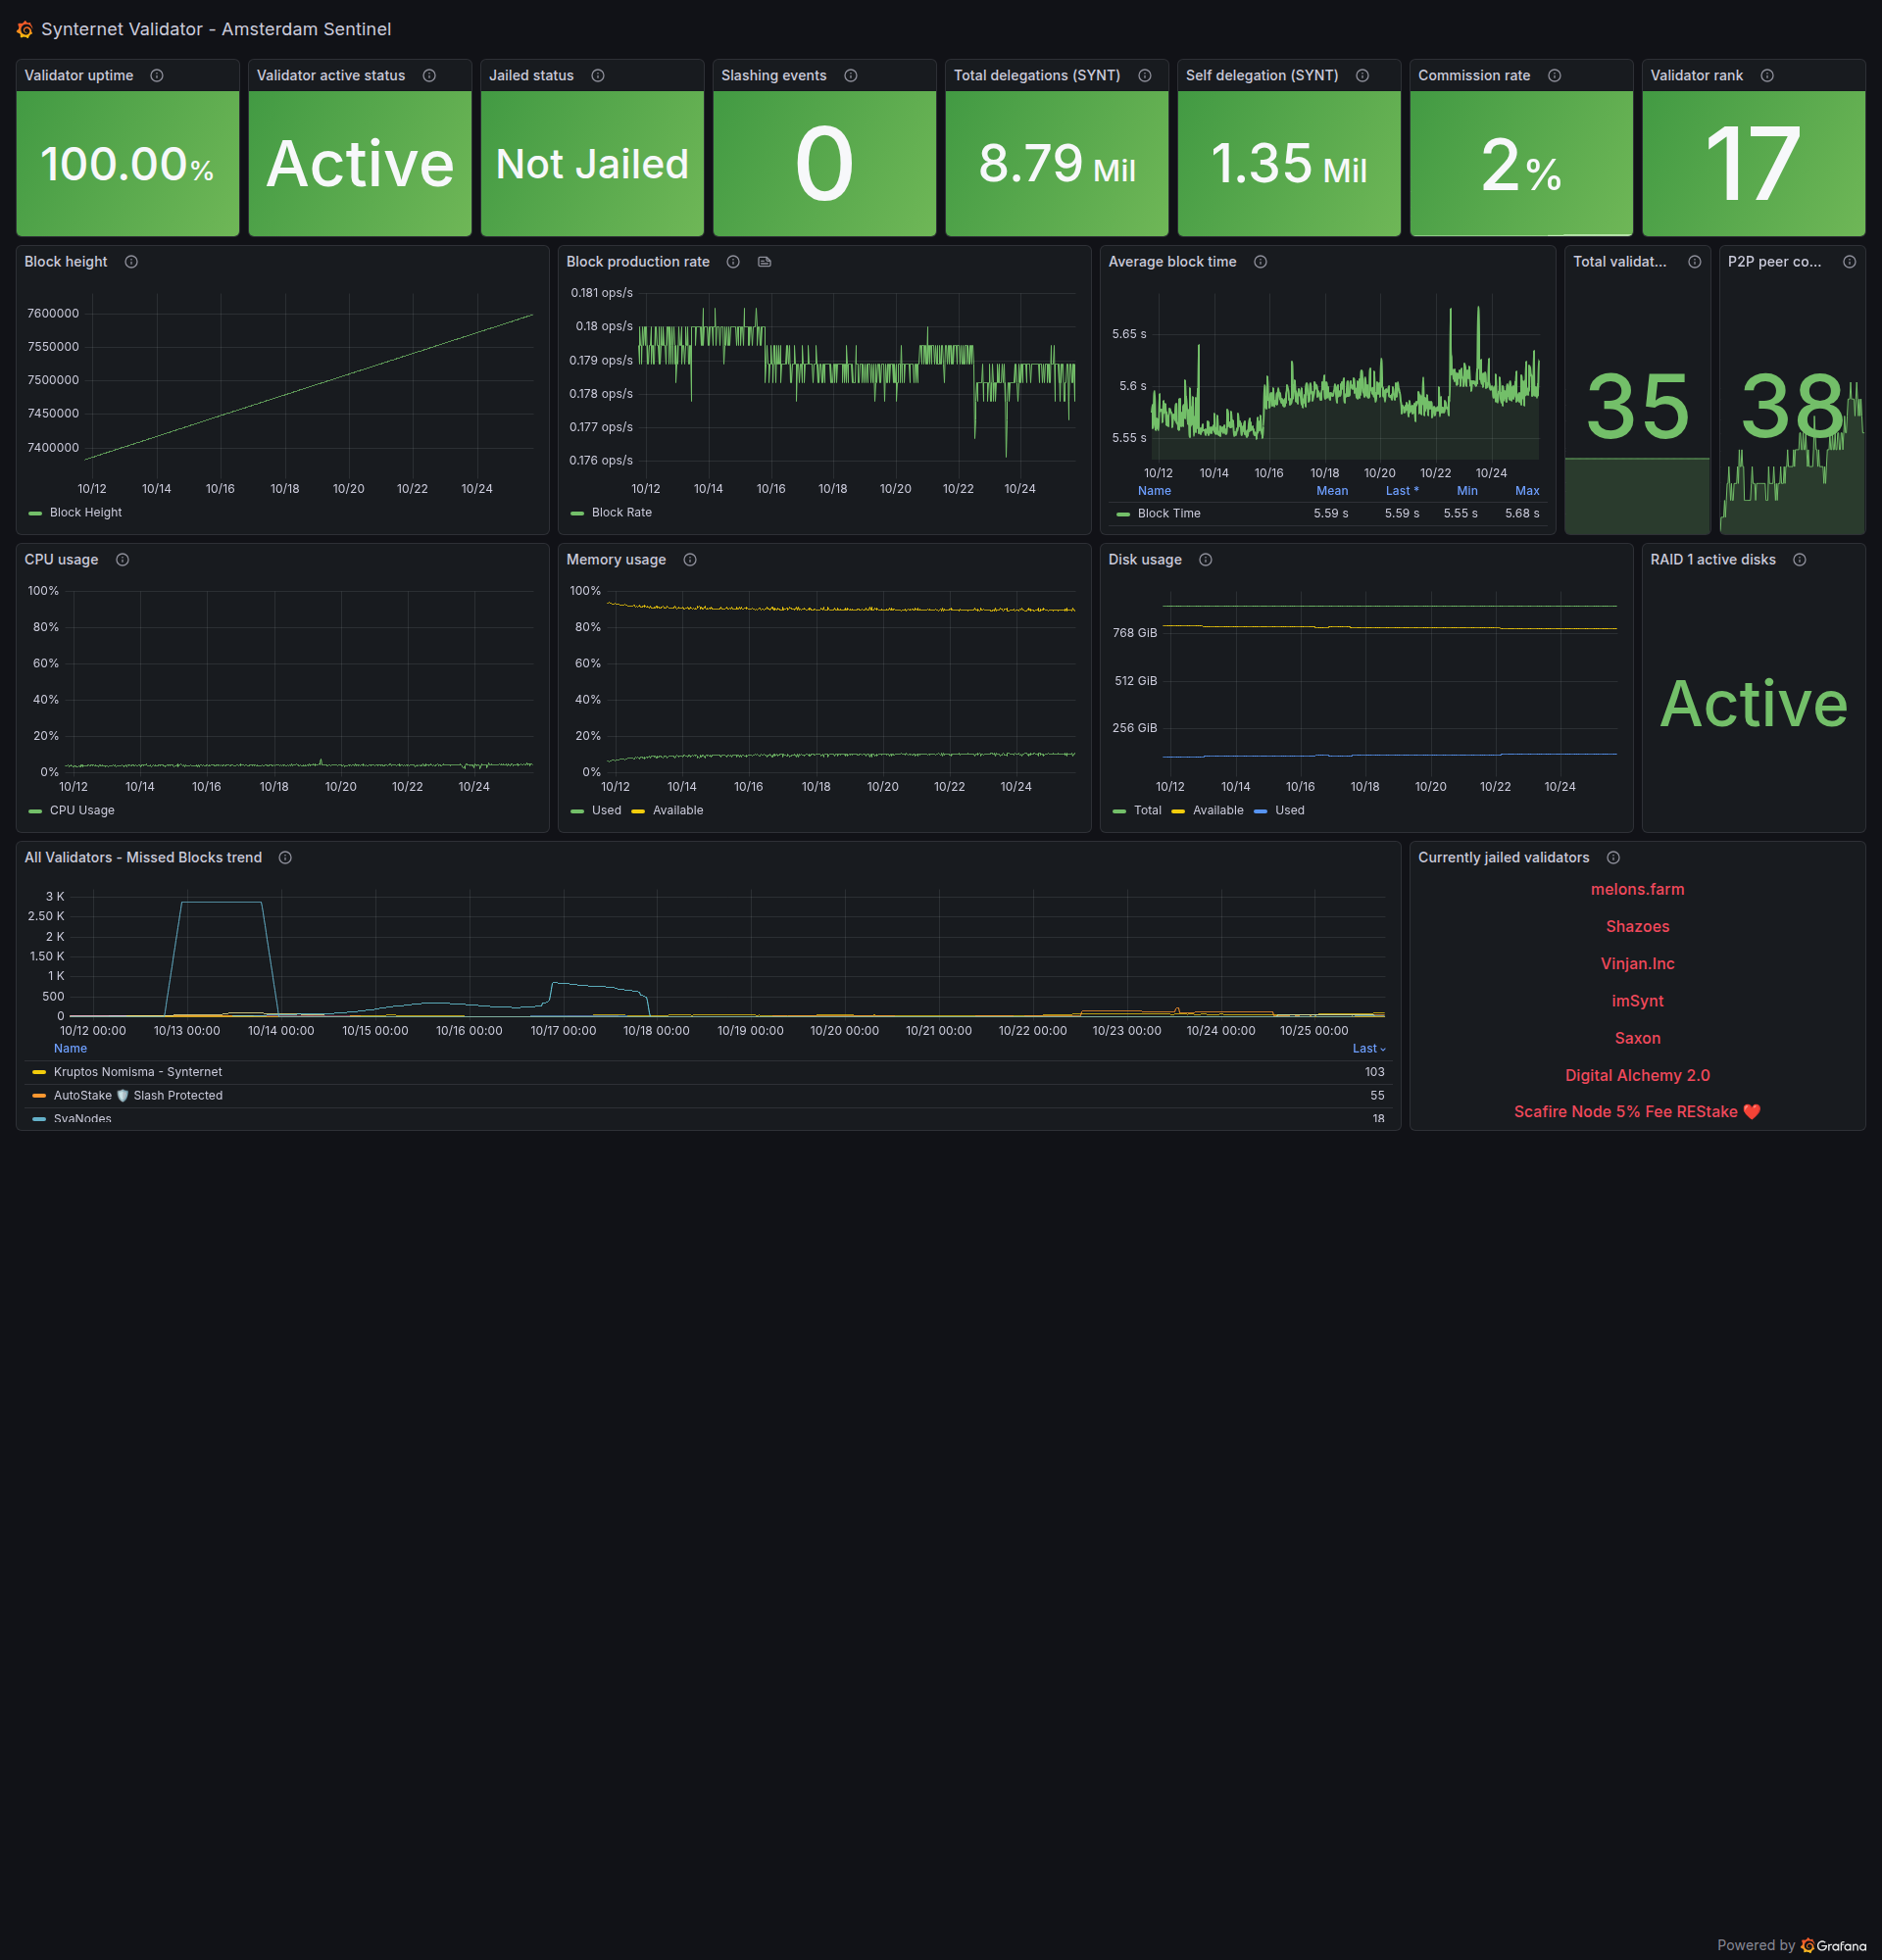 Synternet Validator - Amsterdam Sentinel
Validator uptime
100.00%
Validator active status
Active
Jailed status
Not Jailed
Slashing events
0
Total delegations (SYNT)
8.79 Mil
Self delegation (SYNT)
1.35 Mil
Commission rate
2%
Validator rank
17
Block height
7600000
7550000
7500000
7450000
7400000
10/12 10/14 10/16 10/18 10/20 10/22 10/24
Block Height
Block production rate
0.181 ops/s
0.18 ops/s
0.179 ops/s
0.178 ops/s
0.177 ops/s
0.176 ops/s
10/12 10/14 10/16 10/18 10/20 10/22 10/24
Block Rate
Average block time
5.65 s
5.6 s
5.55 s
10/12 10/14 10/16 10/18 10/20 10/22 10/24
Name Mean Last * Min Max
Block Time 5.59 s 5.59 s 5.55 s 5.68 s
Total validat...
35
P2P peer co...
38
CPU usage
100%
80%
60%
40%
20%
0%
10/12 10/14 10/16 10/18 10/20 10/22 10/24
CPU Usage
Memory usage
100%
80%
60%
40%
20%
0%
10/12 10/14 10/16 10/18 10/20 10/22 10/24
Used Available
Disk usage
768 GiB
512 GiB
256 GiB
10/12 10/14 10/16 10/18 10/20 10/22 10/24
Total Available Used
RAID 1 active disks
Active
All Validators - Missed Blocks trend
3 K
2.50 K
2 K
1.50 K
1 K
500
0
10/12 00:00 10/13 00:00 10/14 00:00 10/15 00:00 10/16 00:00 10/17 00:00 10/18 00:00 10/19 00:00 10/20 00:00 10/21 00:00 10/22 00:00 10/23 00:00 10/24 00:00 10/25 00:00
Name Last
Kruptos Nomisma - Synternet 103
AutoStake 🛡️ Slash Protected 55
SvaNodes 18
Currently jailed validators
melons.farm
Shazoes
Vinjan.Inc
imSynt
Saxon
Digital Alchemy 2.0
Scafire Node 5% Fee REStake ❤️
Powered by Grafana